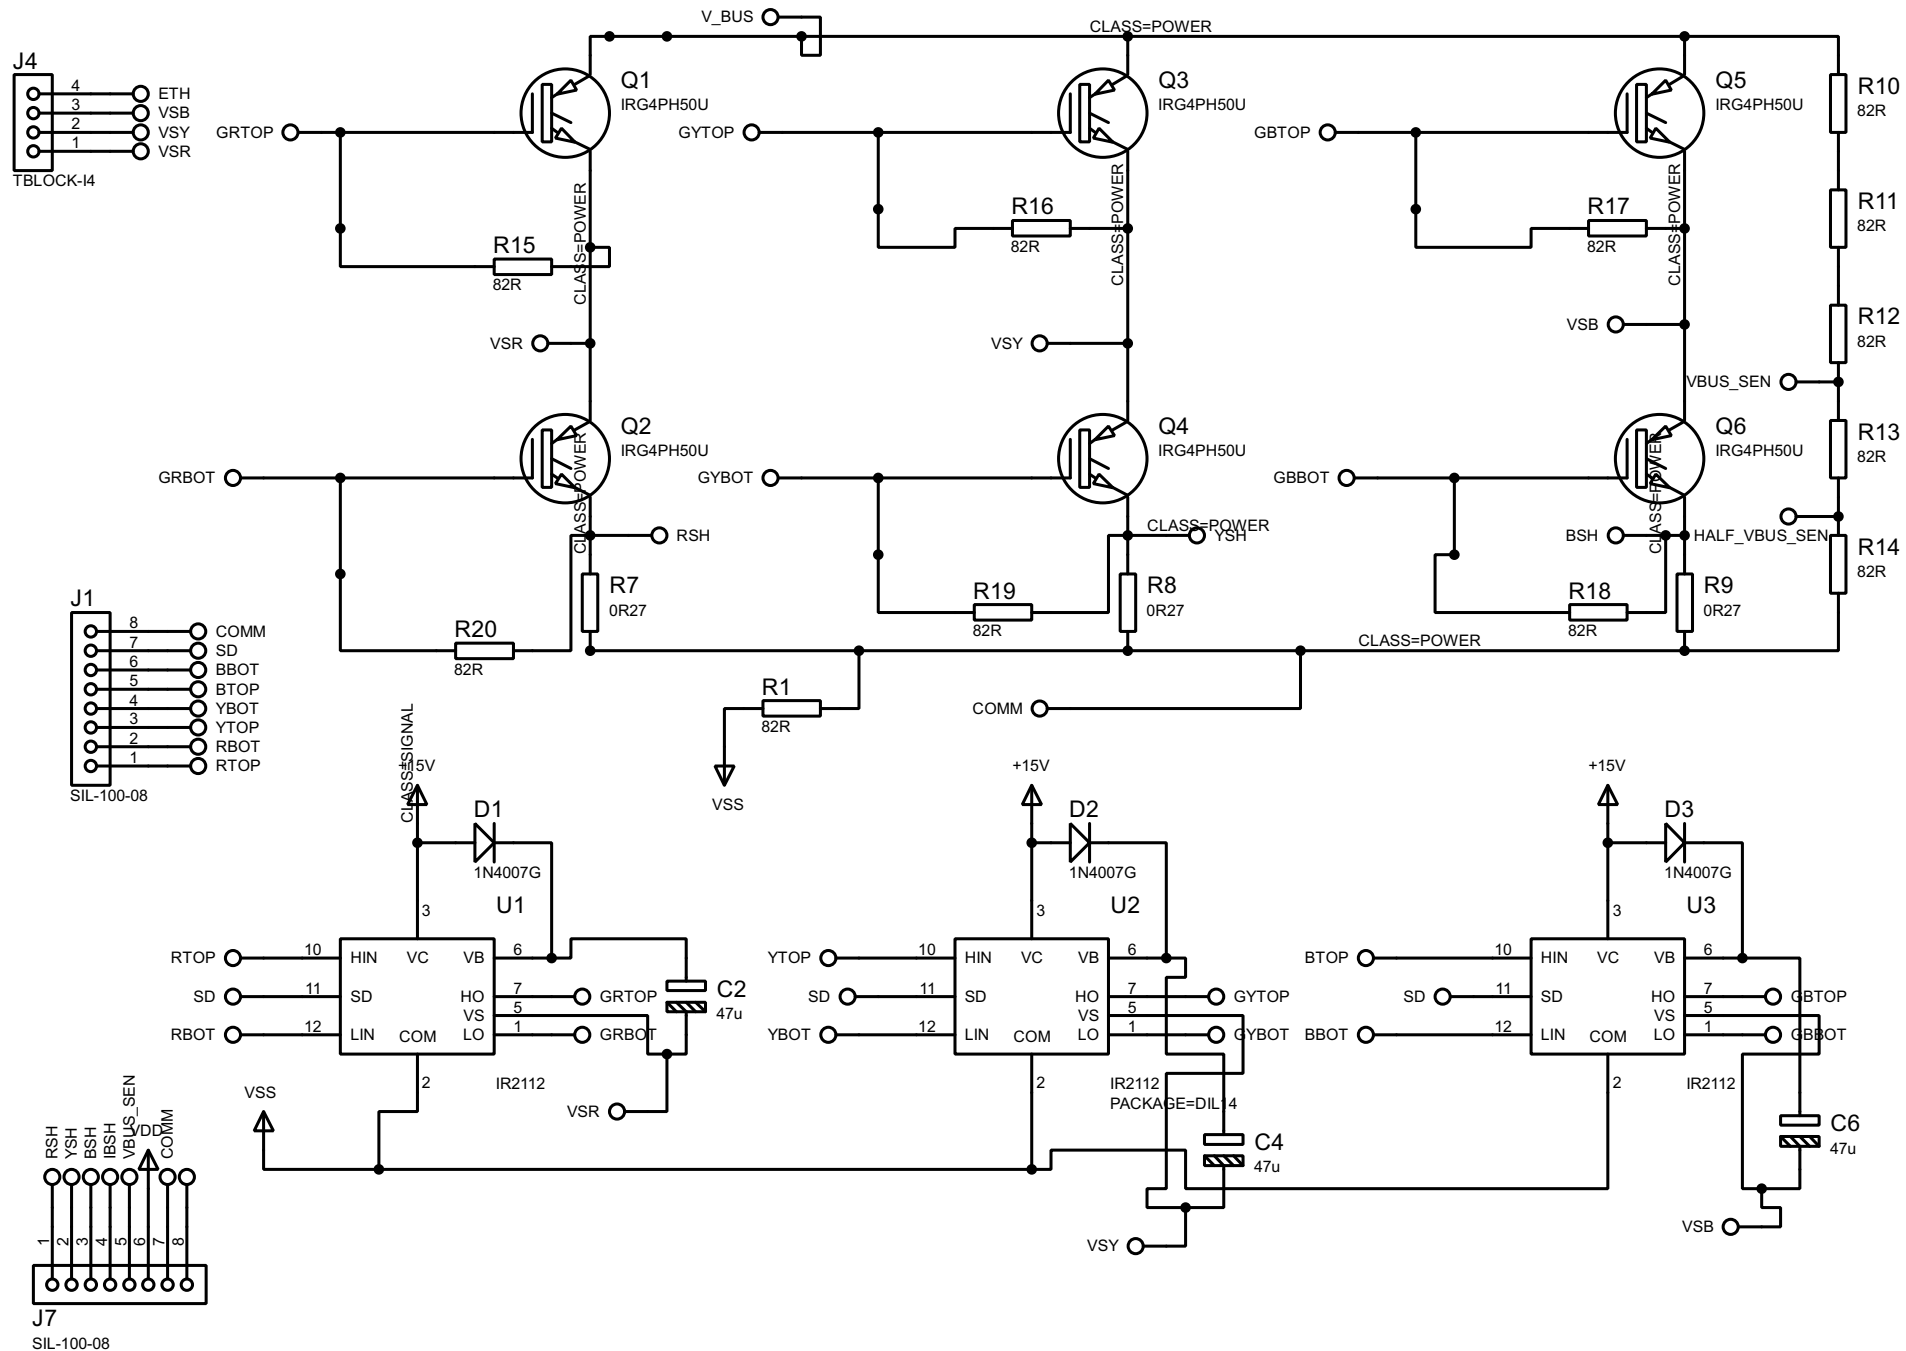 V_BUS
CLASS=POWER
J4
4 ETH
3 VSB
2 VSY
1 VSR
TBLOCK-I4
GRTOP
Q1
IRG4PH50U
GYTOP
Q3
IRG4PH50U
GBTOP
Q5
IRG4PH50U
R10
82R
CLASS=POWER
CLASS=POWER
CLASS=POWER
R15
82R
R16
82R
R17
82R
R11
82R
VSR
VSY
VSB
R12
82R
VBUS_SEN
GRBOT
Q2
IRG4PH50U
CLASS=POWER
GYBOT
Q4
IRG4PH50U
CLASS=POWER
GBBOT
Q6
IRG4PH50U
CLASS=POWER
R13
82R
RSH
YSH
BSH
HALF_VBUS_SEN
R14
82R
R7
0R27
R19
82R
R8
0R27
R18
82R
R9
0R27
R20
82R
CLASS=POWER
J1
8 COMM
7 SD
6 BBOT
5 BTOP
4 YBOT
3 YTOP
2 RBOT
1 RTOP
SIL-100-08
R1
82R
VSS
COMM
CLASS=SIGNAL
+15V
+15V
+15V
D1
1N4007G
D2
1N4007G
D3
1N4007G
U1
3
RTOP 10 HIN VC VB 6
SD 11 SD HO 7 GRTOP
VS 5
RBOT 12 LIN COM LO 1 GRBOT
2
IR2112
C2
47u
VSR
U2
3
YTOP 10 HIN VC VB 6
SD 11 SD HO 7 GYTOP
VS 5
YBOT 12 LIN COM LO 1 GYBOT
2
IR2112
PACKAGE=DIL14
C4
47u
VSY
U3
3
BTOP 10 HIN VC VB 6
SD 11 SD HO 7 GBTOP
VS 5
BBOT 12 LIN COM LO 1 GBBOT
2
IR2112
C6
47u
VSB
VSS
RSH
YSH
BSH
IBSH
VBUS_SEN
VDD
COMM
1
2
3
4
5
6
7
8
J7
SIL-100-08